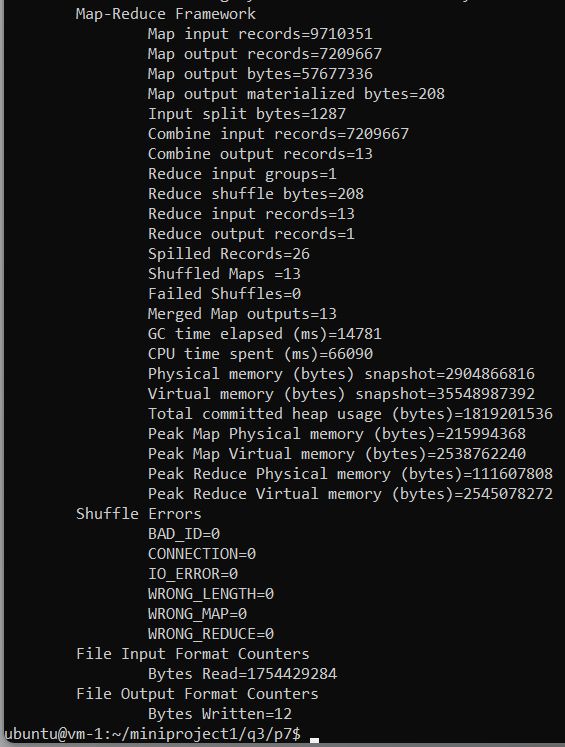 Map-Reduce Framework
Map input records=9710351
Map output records=7209667
Map output bytes=57677336
Map output materialized bytes=208
Input split bytes=1287
Combine input records=7209667
Combine output records=13
Reduce input groups=1
Reduce shuffle bytes=208
Reduce input records=13
Reduce output records=1
Spilled Records=26
Shuffled Maps =13
Failed Shuffles=0
Merged Map outputs=13
GC time elapsed (ms)=14781
CPU time spent (ms)=66090
Physical memory (bytes) snapshot=2904866816
Virtual memory (bytes) snapshot=35548987392
Total committed heap usage (bytes)=1819201536
Peak Map Physical memory (bytes)=215994368
Peak Map Virtual memory (bytes)=2538762240
Peak Reduce Physical memory (bytes)=111607808
Peak Reduce Virtual memory (bytes)=2545078272
Shuffle Errors
BAD_ID=0
CONNECTION=0
IO_ERROR=0
WRONG_LENGTH=0
WRONG_MAP=0
WRONG_REDUCE=0
File Input Format Counters
Bytes Read=1754429284
File Output Format Counters
Bytes Written=12
ubuntu@vm-1:~/miniproject1/q3/p7$